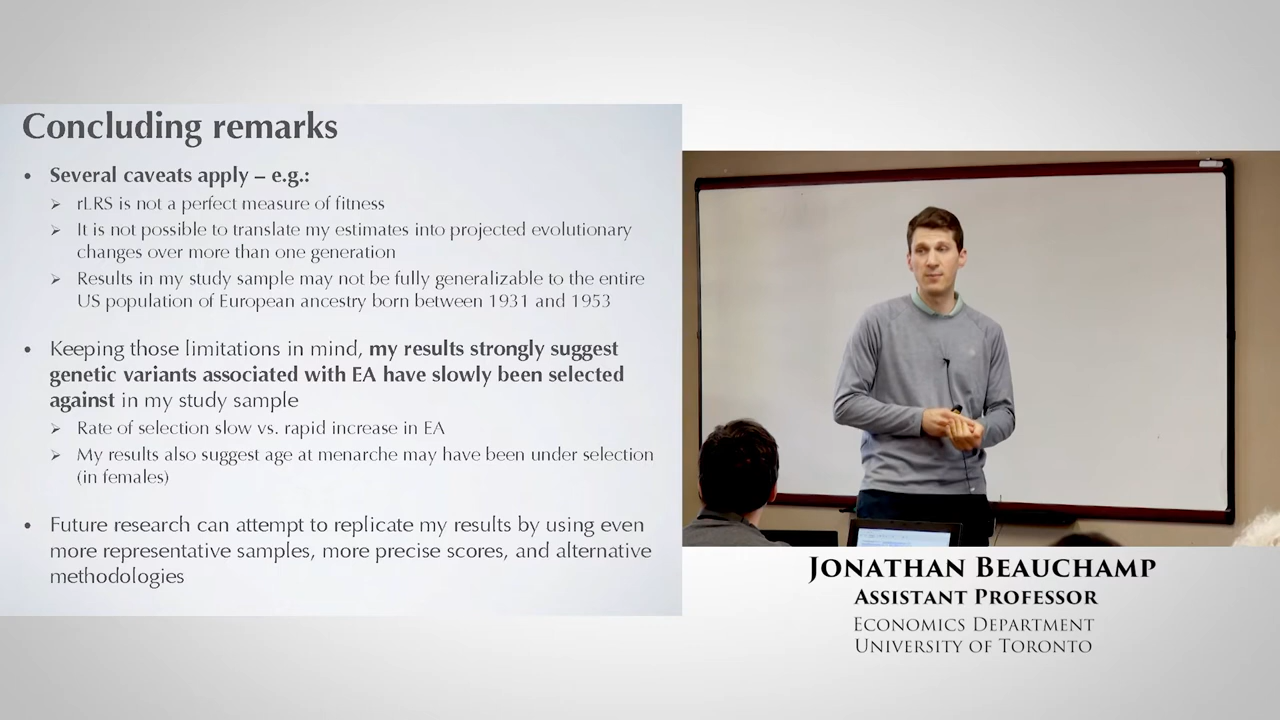 Concluding remarks
• Several caveats apply – e.g.:
➢ rLRS is not a perfect measure of fitness
➢ It is not possible to translate my estimates into projected evolutionary
changes over more than one generation
➢ Results in my study sample may not be fully generalizable to the entire
US population of European ancestry born between 1931 and 1953
• Keeping those limitations in mind, my results strongly suggest
genetic variants associated with EA have slowly been selected
against in my study sample
➢ Rate of selection slow vs. rapid increase in EA
➢ My results also suggest age at menarche may have been under selection
(in females)
• Future research can attempt to replicate my results by using even
more representative samples, more precise scores, and alternative
methodologies
Jonathan Beauchamp
Assistant Professor
Economics Department
University of Toronto